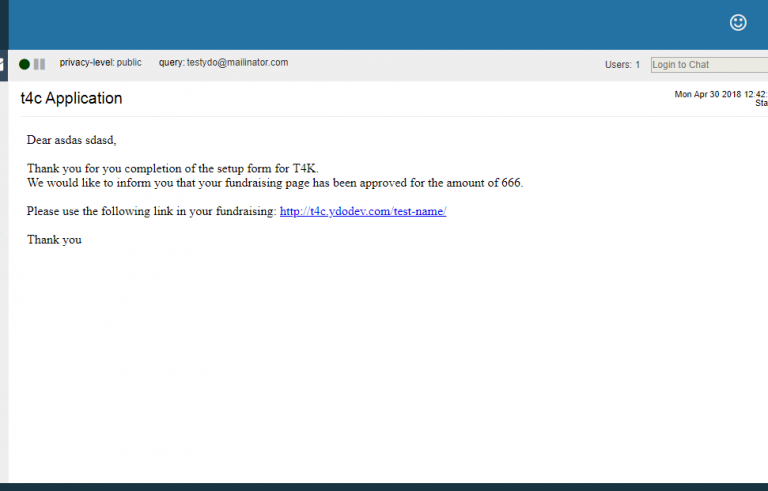 privacy-level: public query: testydo@mailinator.com Users: 1 Login to Chat
t4c Application
Mon Apr 30 2018 12:42:
Sta
Dear asdas sdasd,
Thank you for you completion of the setup form for T4K.
We would like to inform you that your fundraising page has been approved for the amount of 666.
Please use the following link in your fundraising: http://t4c.ydodev.com/test-name/
Thank you